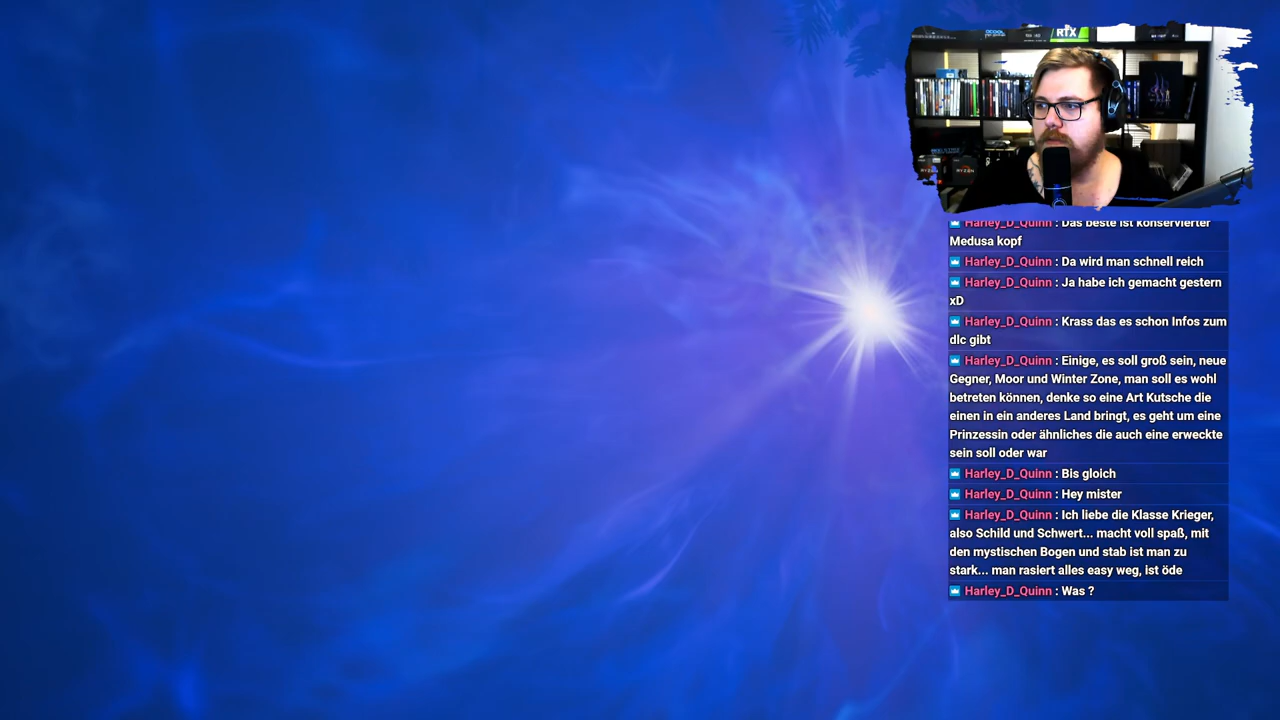 RTX
RYZEN
RYZEN
Harley_D_Quinn : Das beste ist konservierter
Medusa kopf
Harley_D_Quinn : Da wird man schnell reich
Harley_D_Quinn : Ja habe ich gemacht gestern
xD
Harley_D_Quinn : Krass das es schon Infos zum
dlc gibt
Harley_D_Quinn : Einige, es soll groß sein, neue
Gegner, Moor und Winter Zone, man soll es wohl
betreten können, denke so eine Art Kutsche die
einen in ein anderes Land bringt, es geht um eine
Prinzessin oder ähnliches die auch eine erweckte
sein soll oder war
Harley_D_Quinn : Bis gloich
Harley_D_Quinn : Hey mister
Harley_D_Quinn : Ich liebe die Klasse Krieger,
also Schild und Schwert... macht voll spaß, mit
den mystischen Bogen und stab ist man zu
stark... man rasiert alles easy weg, ist öde
Harley_D_Quinn : Was ?